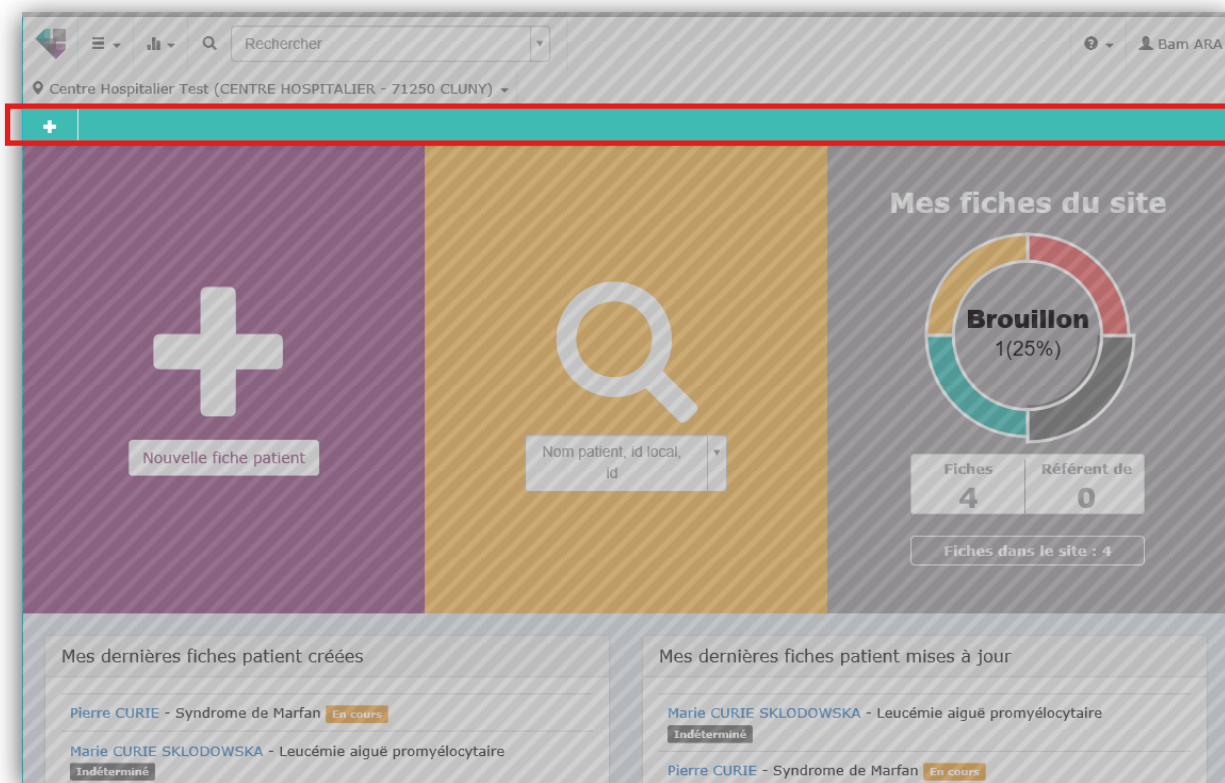 Rechercher
Bam ARA
Centre Hospitalier Test (CENTRE HOSPITALIER - 71250 CLUNY)
Mes fiches du site
Brouillon
1(25%)
Nouvelle fiche patient
Nom patient, id local,
id
Fiches
Référent de
4
0
Fiches dans le site : 4
Mes dernières fiches patient créées
Pierre CURIE - Syndrome de Marfan En cours
Marie CURIE SKLODOWSKA - Leucémie aiguë promyélocytaire
Indéterminé
Mes dernières fiches patient mises à jour
Marie CURIE SKLODOWSKA - Leucémie aiguë promyélocytaire
Indéterminé
Pierre CURIE - Syndrome de Marfan En cours